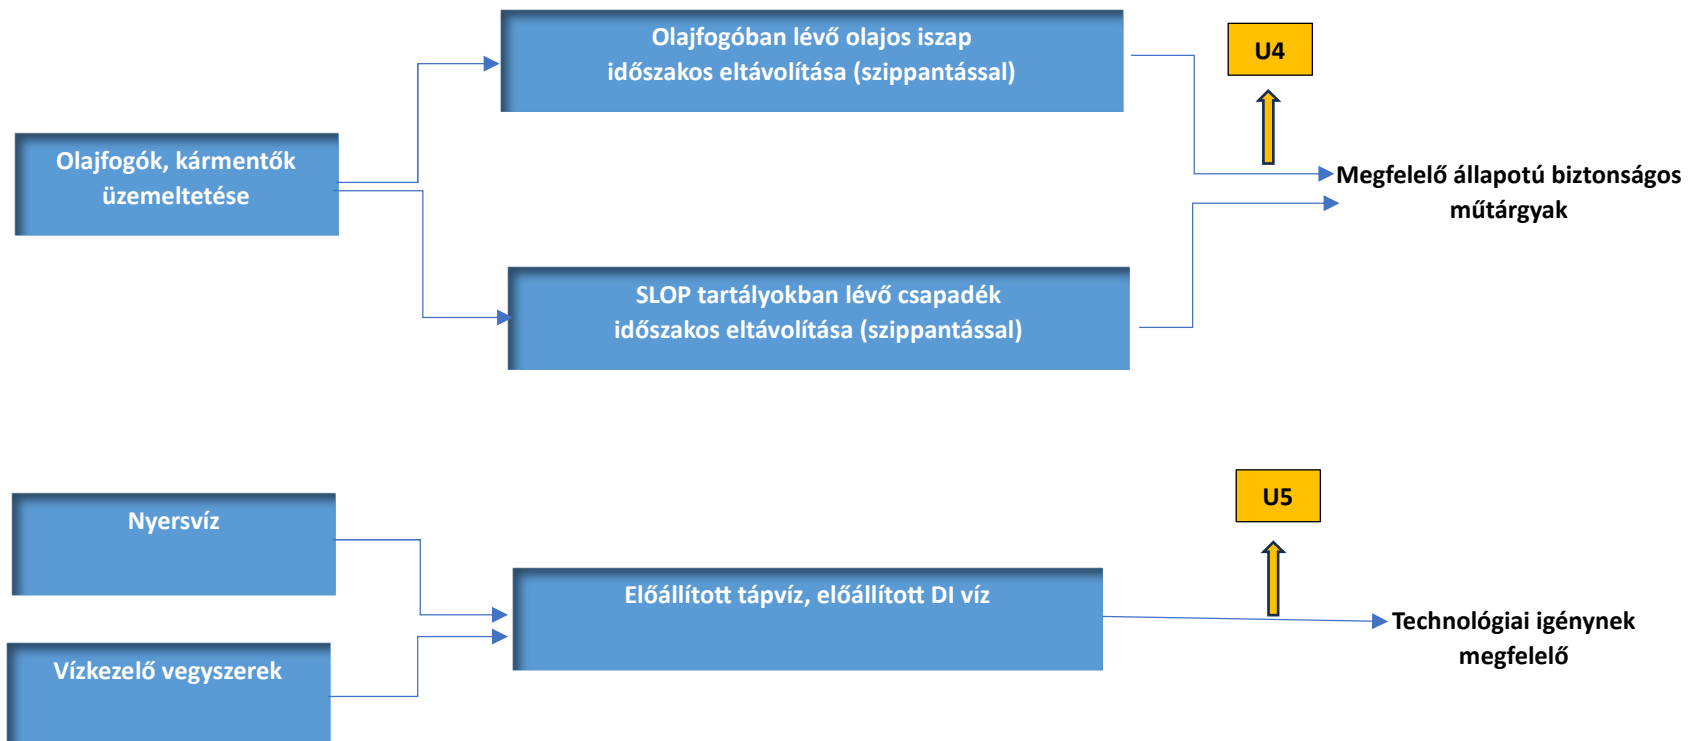 Olajfogóban lévő olajos iszap
időszakos eltávolítása (szippantással)
U4
Olajfogók, kármentők
üzemeltetése
Megfelelő állapotú biztonságos
műtárgyak
SLOP tartályokban lévő csapadék
időszakos eltávolítása (szippantással)
U5
Nyersvíz
Előállított tápvíz, előállított DI víz
Technológiai igénynek
megfelelő
Vízkezelő vegyszerek